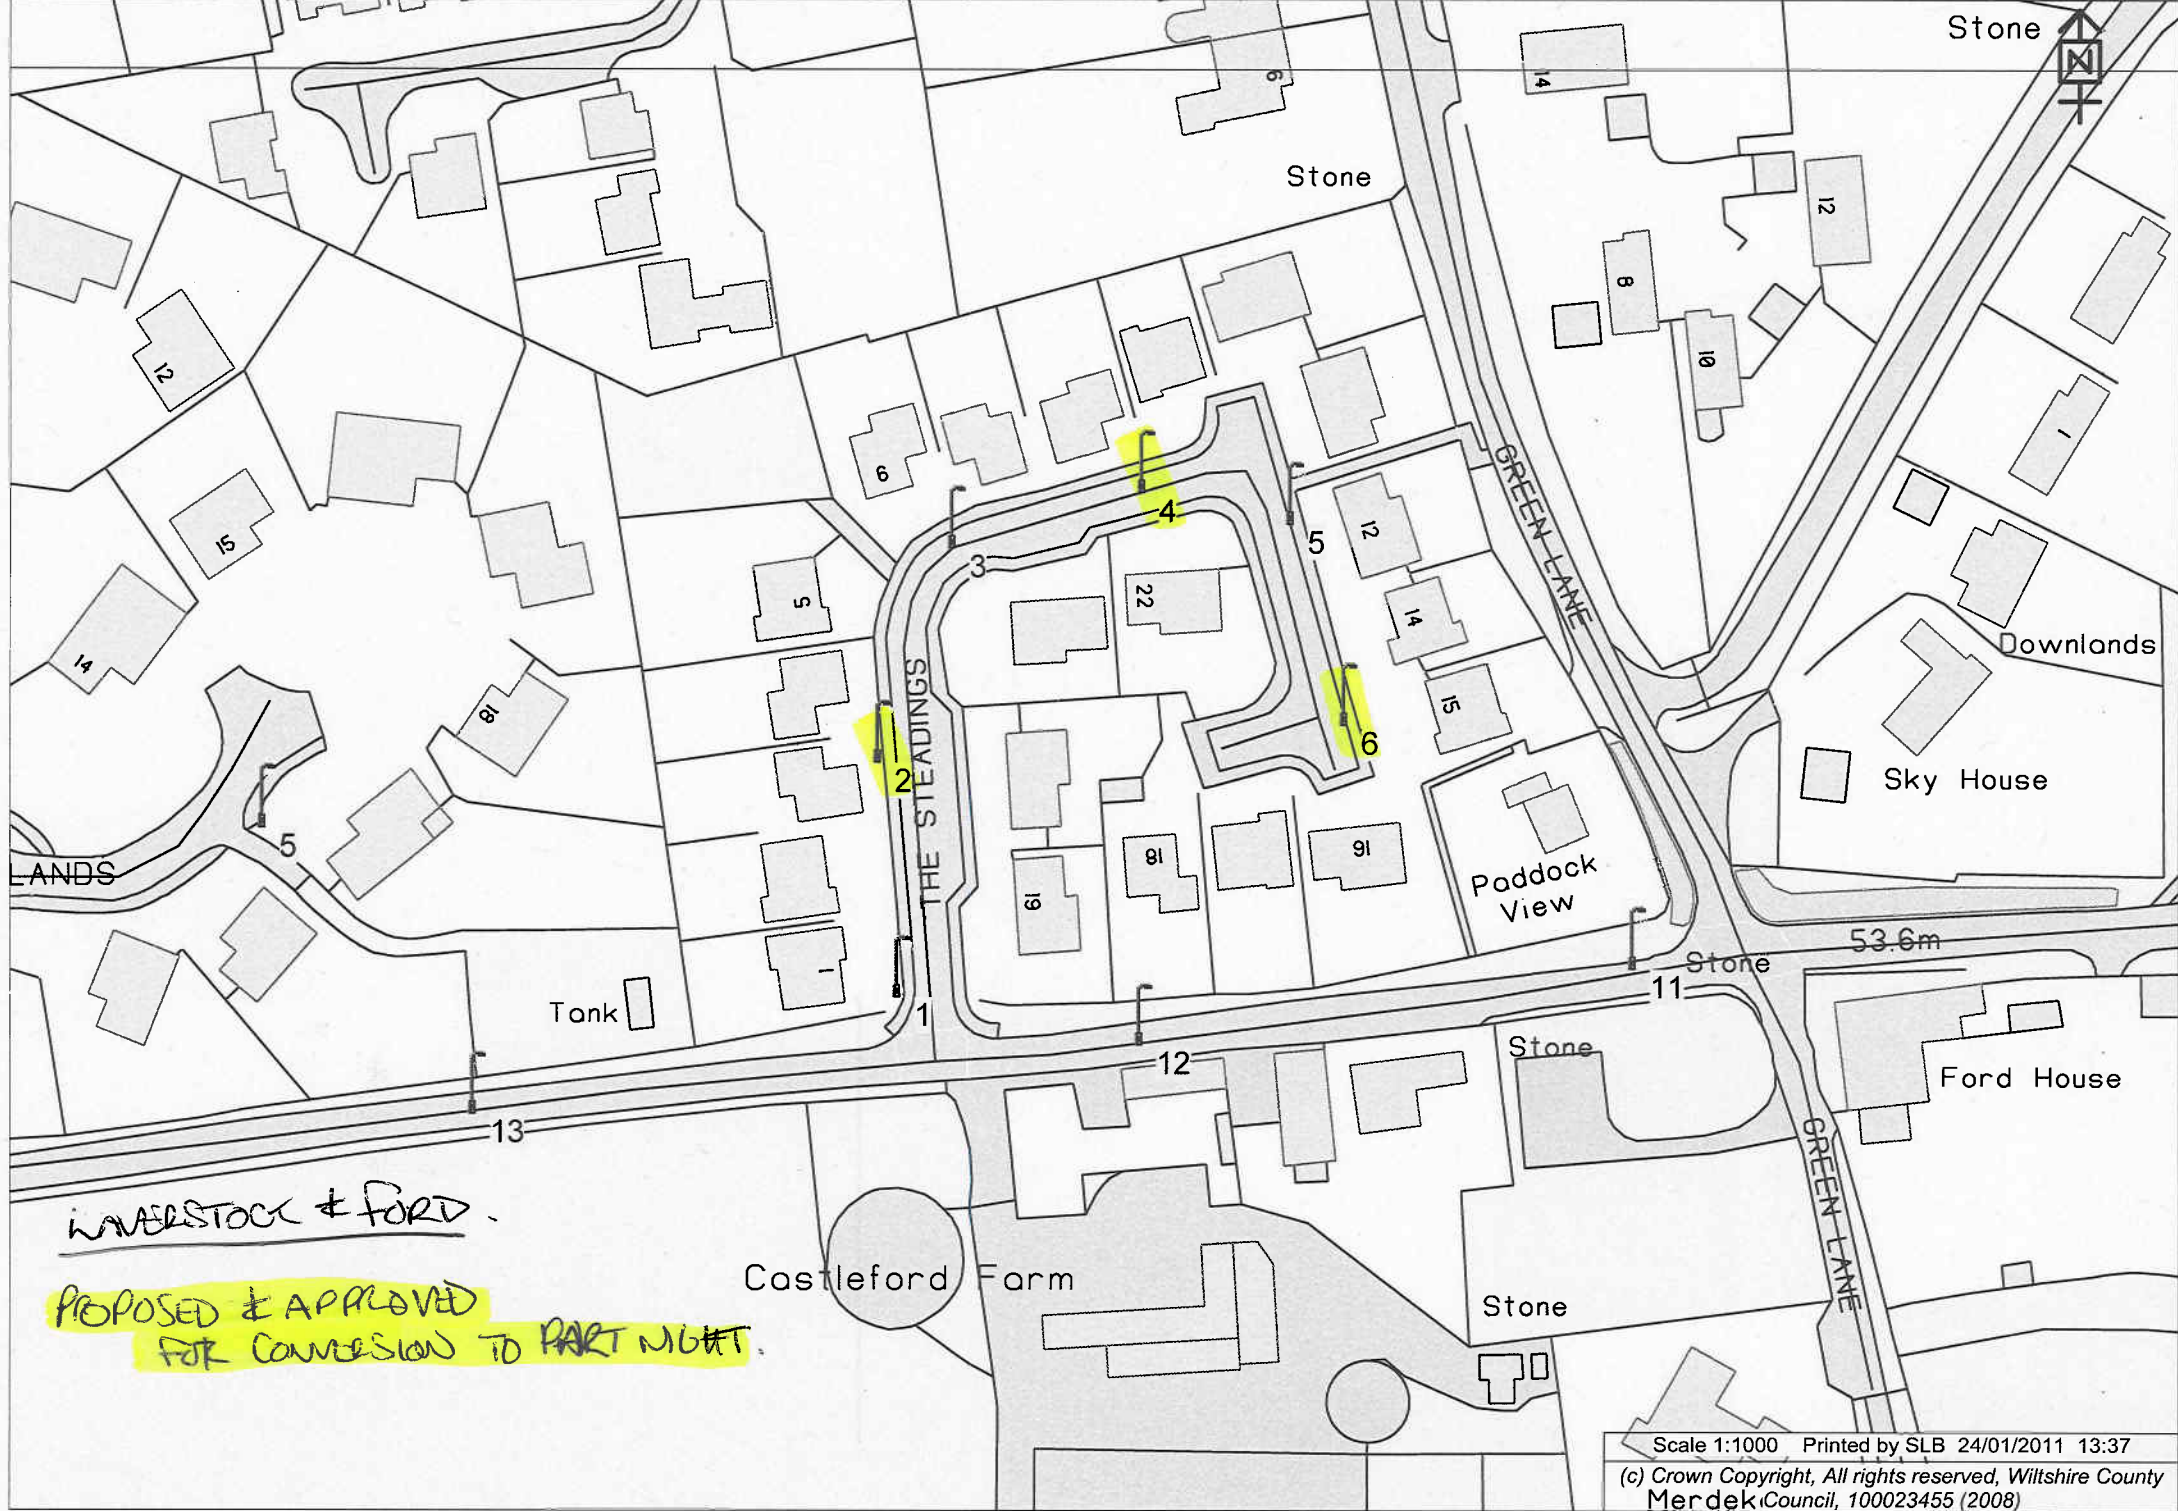 Stone
N
6
14
Stone
12
8
12
10
1
6
4
GREEN LANE
12
5
15
3
22
5
14
14
Downlands
THE STEADINGS
15
18
6
2
Sky House
5
LANDS
18
16
Paddock
View
19
53.6m
Stone
1
11
Tank
1
12
Stone
Ford House
13
GREEN LANE
LAVERSTOCK & FORD.
Castleford Farm
PROPOSED & APPROVED
FOR CONVERSION TO PART NIGHT.
Stone
Scale 1:1000 Printed by SLB 24/01/2011 13:37
(c) Crown Copyright, All rights reserved, Wiltshire County
Merdek Council, 100023455 (2008)